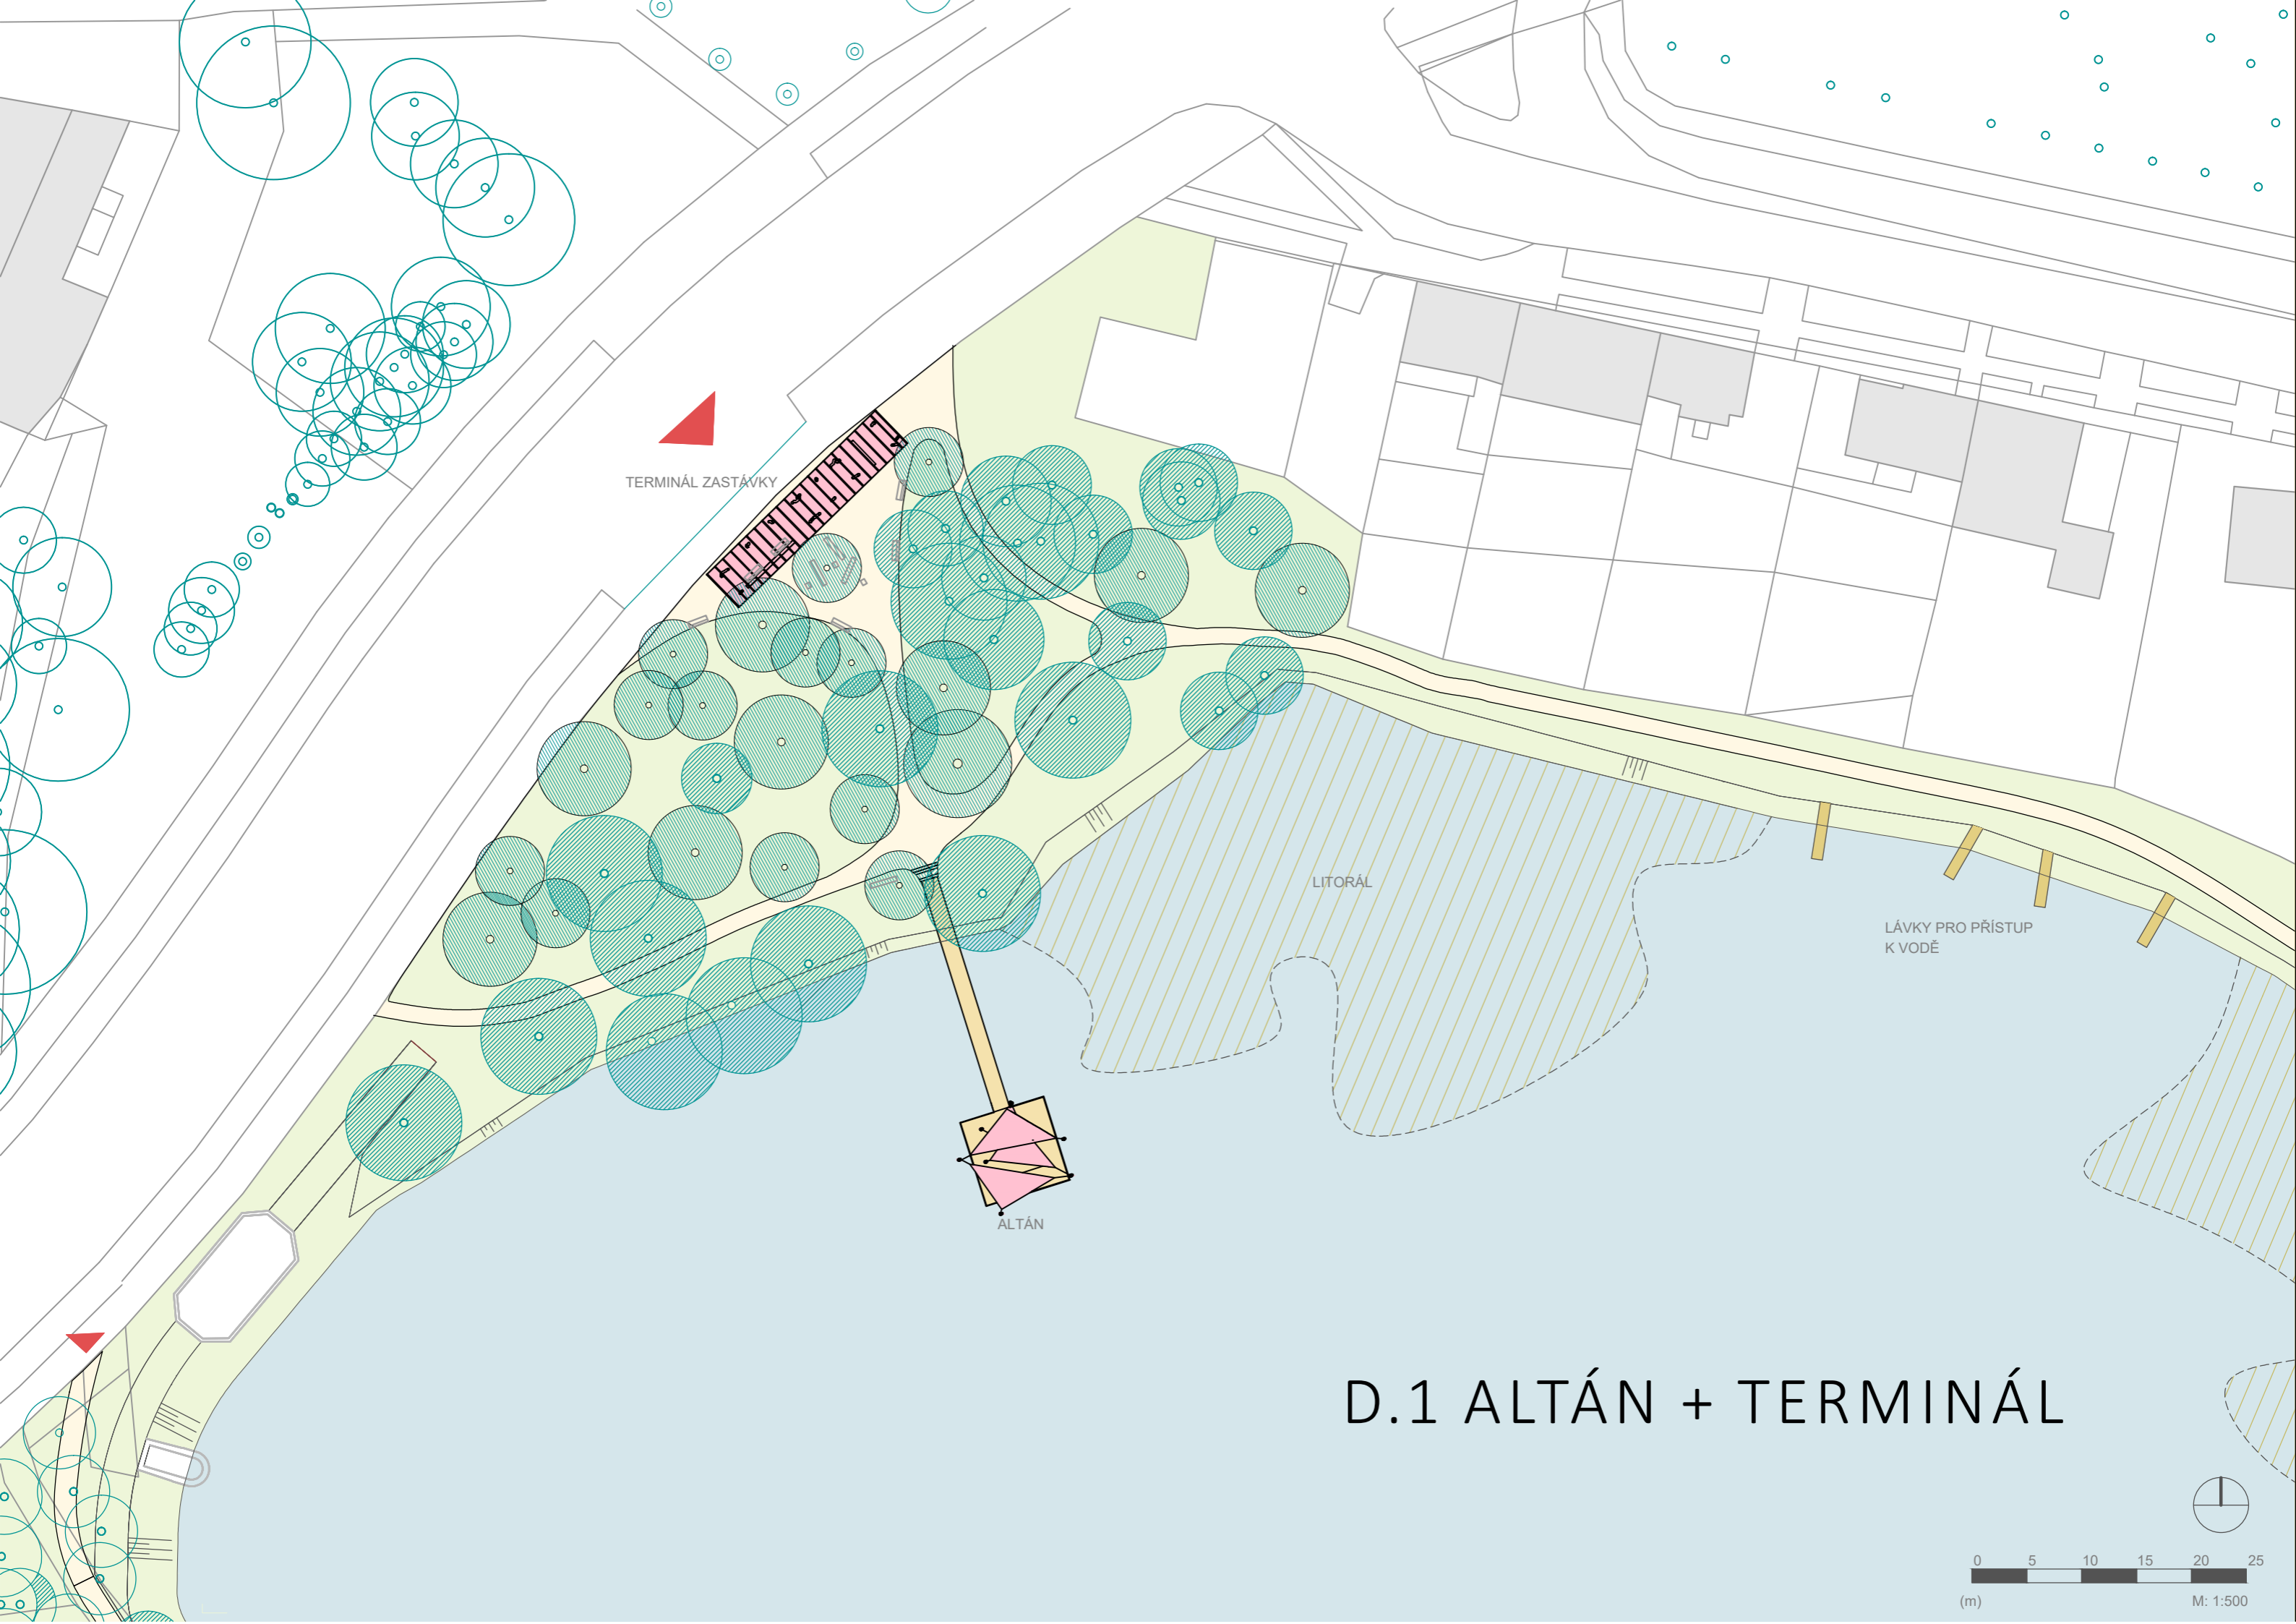 TERMINÁL ZASTÁVKY
LITORÁL
LÁVKY PRO PŘÍSTUP
K VODĚ
ALTÁN
D.1 ALTÁN + TERMINÁL
0 5 10 15 20 25
(m) M: 1:500